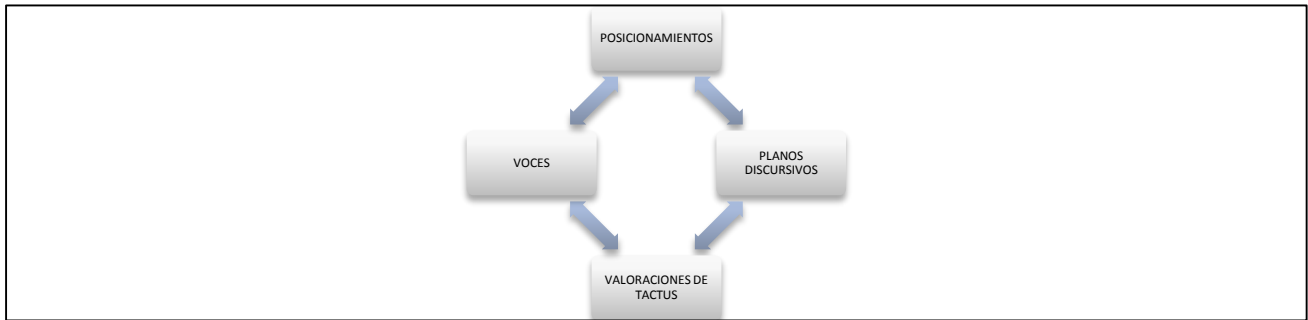 POSICIONAMIENTOS
VOCES
PLANOS
DISCURSIVOS
VALORACIONES DE
TACTUS